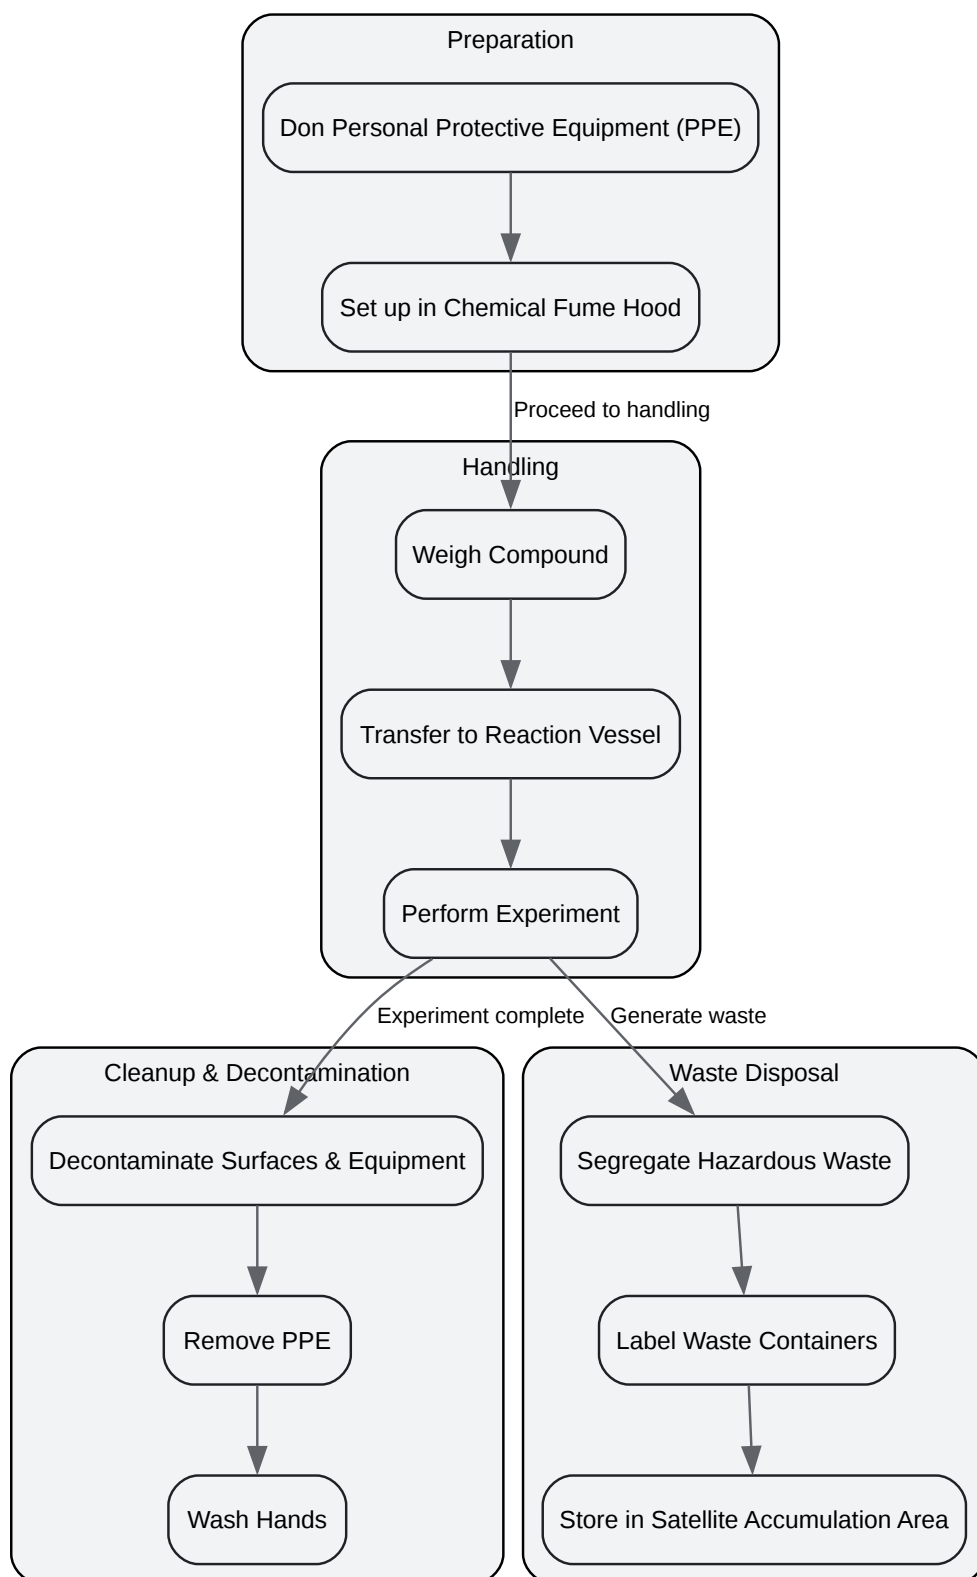 Preparation
Don Personal Protective Equipment (PPE)
Set up in Chemical Fume Hood
Proceed to handling
Handling
Weigh Compound
Transfer to Reaction Vessel
Perform Experiment
Experiment complete
Generate waste
Cleanup & Decontamination
Decontaminate Surfaces & Equipment
Remove PPE
Wash Hands
Waste Disposal
Segregate Hazardous Waste
Label Waste Containers
Store in Satellite Accumulation Area